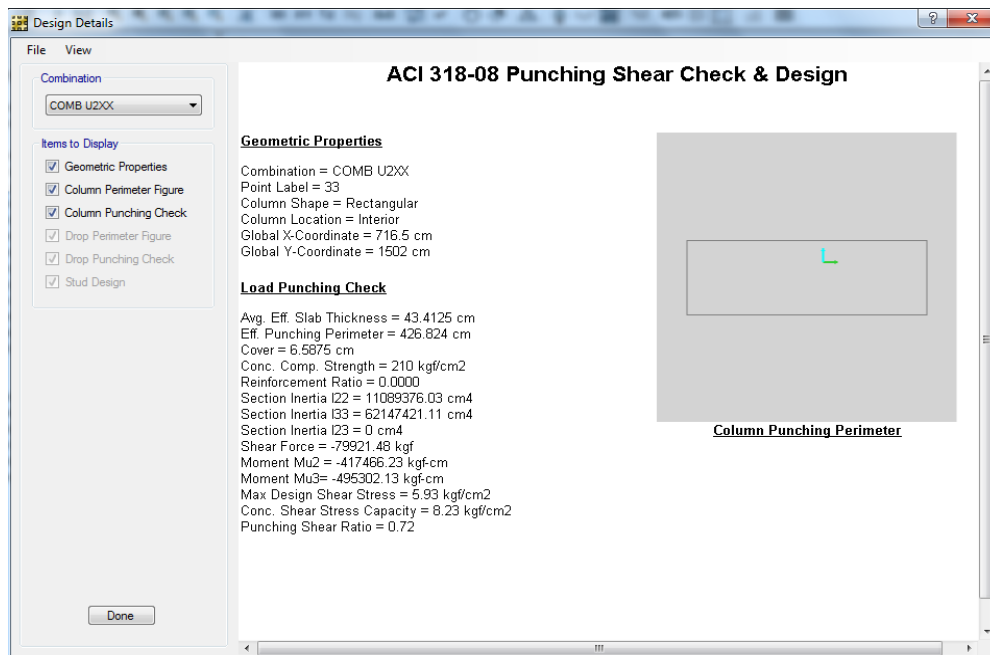 Design Details
File View
Combination
COMB U2XX
Items to Display
Geometric Properties
Column Perimeter Figure
Column Punching Check
Drop Perimeter Figure
Drop Punching Check
Stud Design
Done
ACI 318-08 Punching Shear Check & Design
Geometric Properties
Combination = COMB U2XX
Point Label = 33
Column Shape = Rectangular
Column Location = Interior
Global X-Coordinate = 716.5 cm
Global Y-Coordinate = 1502 cm
Load Punching Check
Avg. Eff. Slab Thickness = 43.4125 cm
Eff. Punching Perimeter = 426.824 cm
Cover = 6.5875 cm
Conc. Comp. Strength = 210 kgf/cm2
Reinforcement Ratio = 0.0000
Section Inertia I22 = 11089376.03 cm4
Section Inertia I33 = 62147421.11 cm4
Section Inertia I23 = 0 cm4
Shear Force = -79921.48 kgf
Moment Mu2 = -417466.23 kgf-cm
Moment Mu3= -495302.13 kgf-cm
Max Design Shear Stress = 5.93 kgf/cm2
Conc. Shear Stress Capacity = 8.23 kgf/cm2
Punching Shear Ratio = 0.72
Column Punching Perimeter